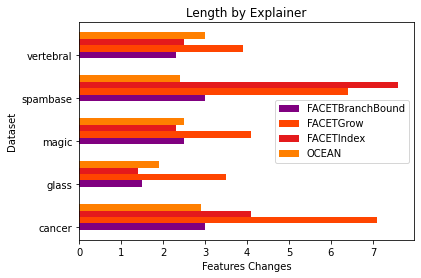 Length by Explainer
Dataset
vertebral
spambase
magic
glass
cancer
FACETBranchBound
FACETGrow
FACETIndex
OCEAN
0 1 2 3 4 5 6 7
Features Changes